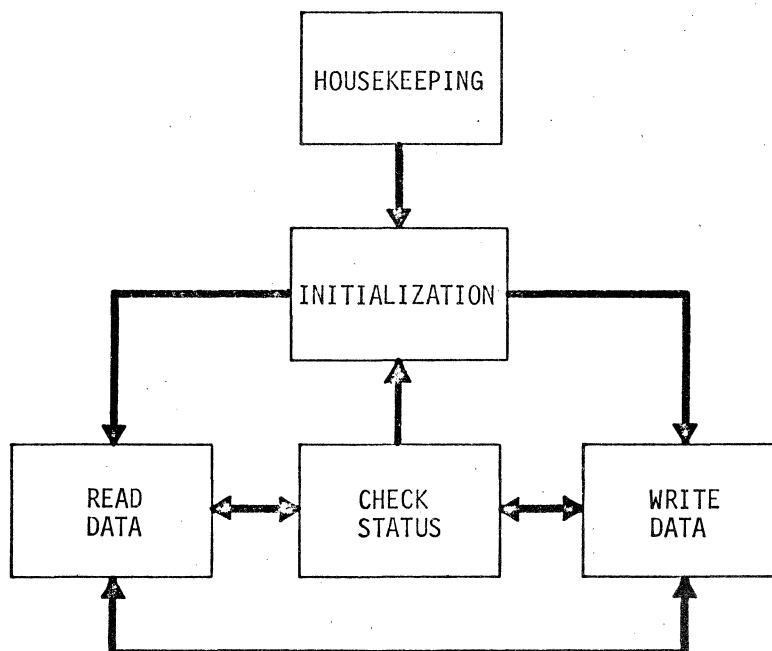 HOUSEKEEPING
INITIALIZATION
READ
DATA
CHECK
STATUS
WRITE
DATA